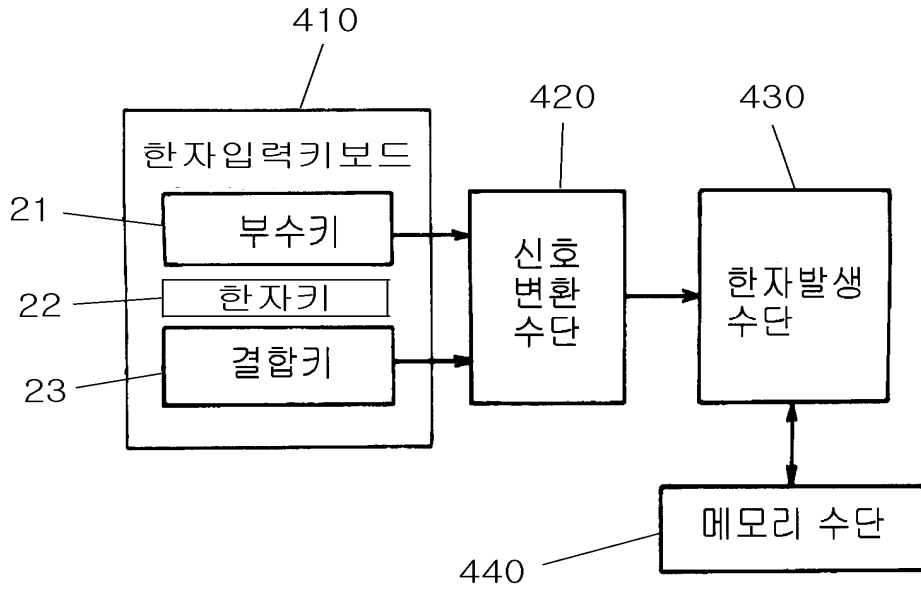 410
한자입력키보드
420
430
21
부수키
22
한자키
23
결합키
신호
변환
수단
한자발생
수단
메모리 수단
440